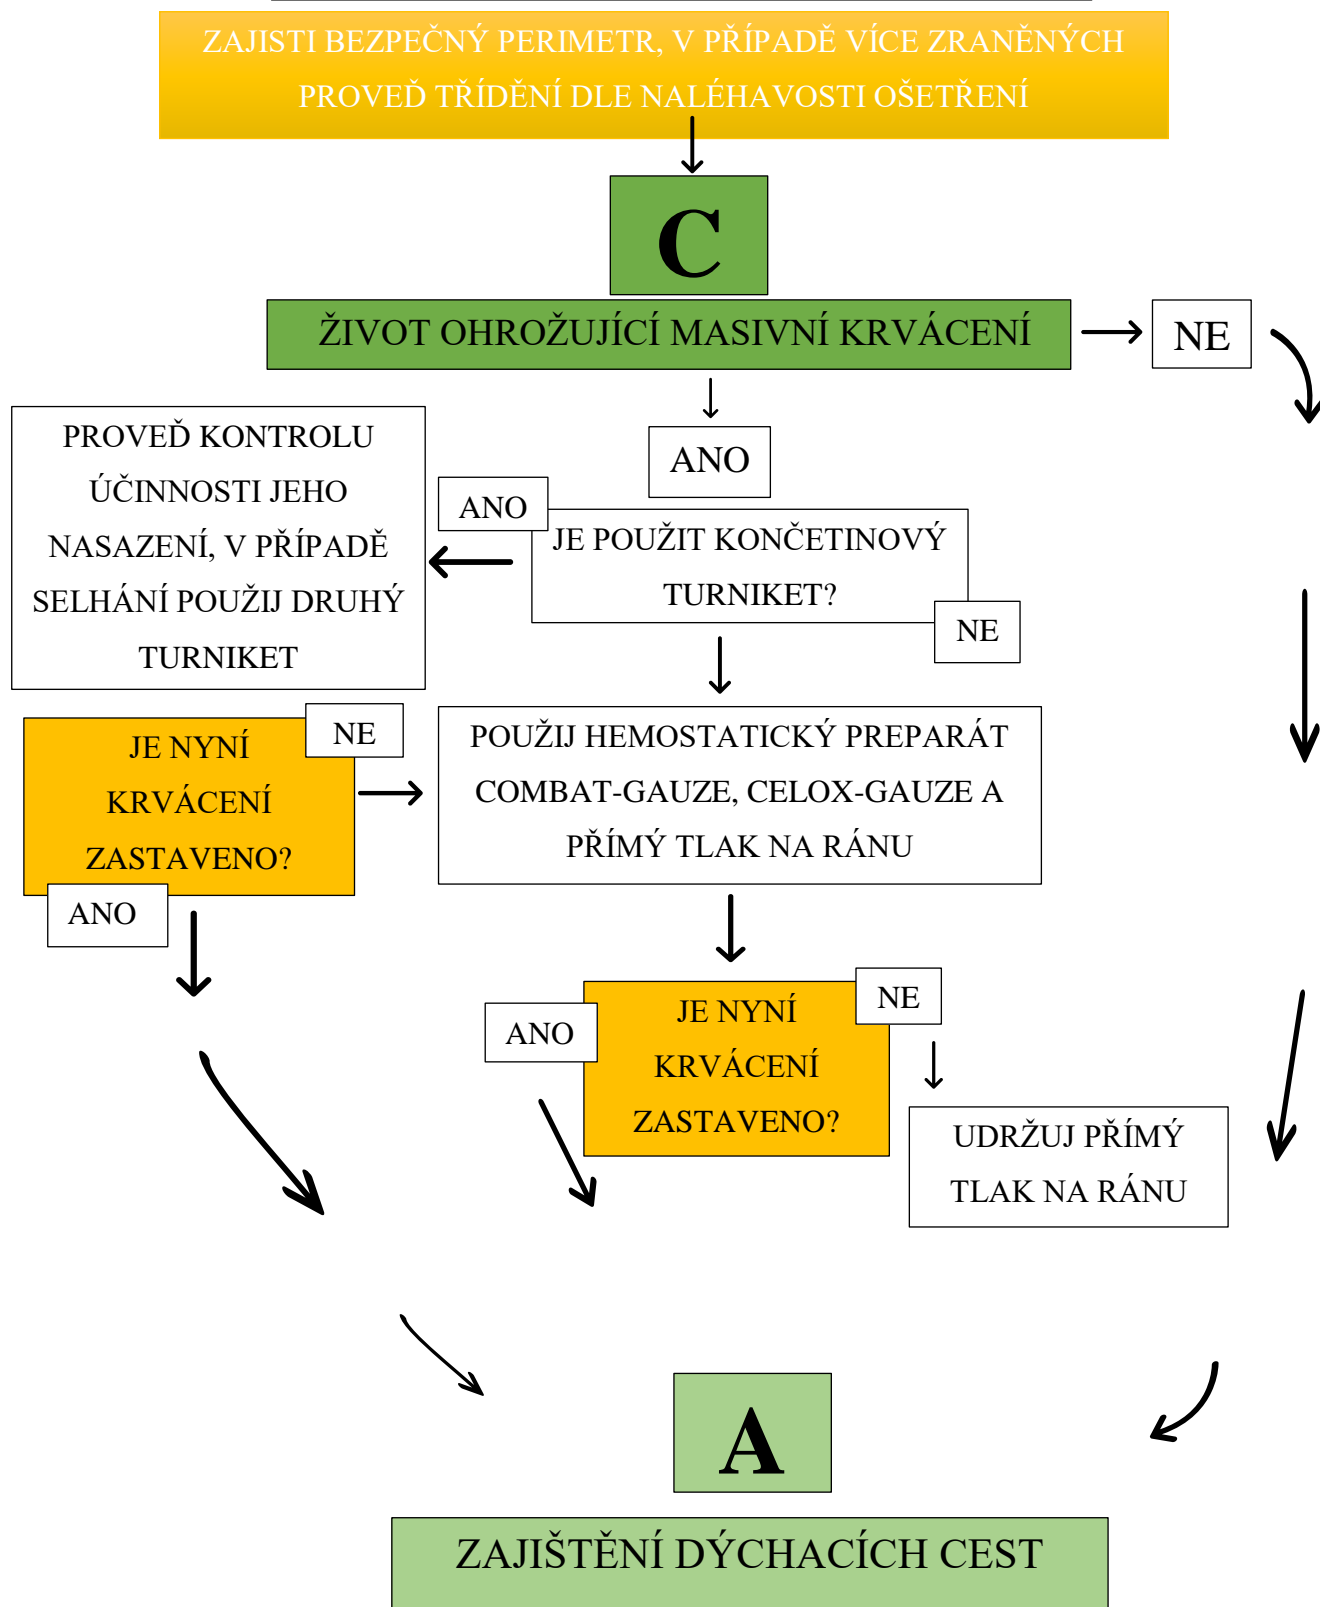 ZAJISTI BEZPEČNÝ PERIMETR, V PŘÍPADĚ VÍCE ZRANĚNÝCH
PROVEĎ TŘÍDĚNÍ DLE NALÉHAVOSTI OŠETŘENÍ
C
ŽIVOT OHROŽUJÍCÍ MASIVNÍ KRVÁCENÍ
NE
ANO
ANO
JE POUŽIT KONČETINOVÝ
TURNIKET?
NE
PROVEĎ KONTROLU
ÚČINNOSTI JEHO
NASAZENÍ, V PŘÍPADĚ
SELHÁNÍ POUŽIJ DRUHÝ
TURNIKET
NE
JE NYNÍ
KRVÁCENÍ
ZASTAVENO?
ANO
POUŽIJ HEMOSTATICKÝ PREPARÁT
COMBAT-GAUZE, CELOX-GAUZE A
PŘÍMÝ TLAK NA RÁNU
NE
ANO
JE NYNÍ
KRVÁCENÍ
ZASTAVENO?
UDRŽUJ PŘÍMÝ
TLAK NA RÁNU
A
ZAJIŠTĚNÍ DÝCHACÍCH CEST